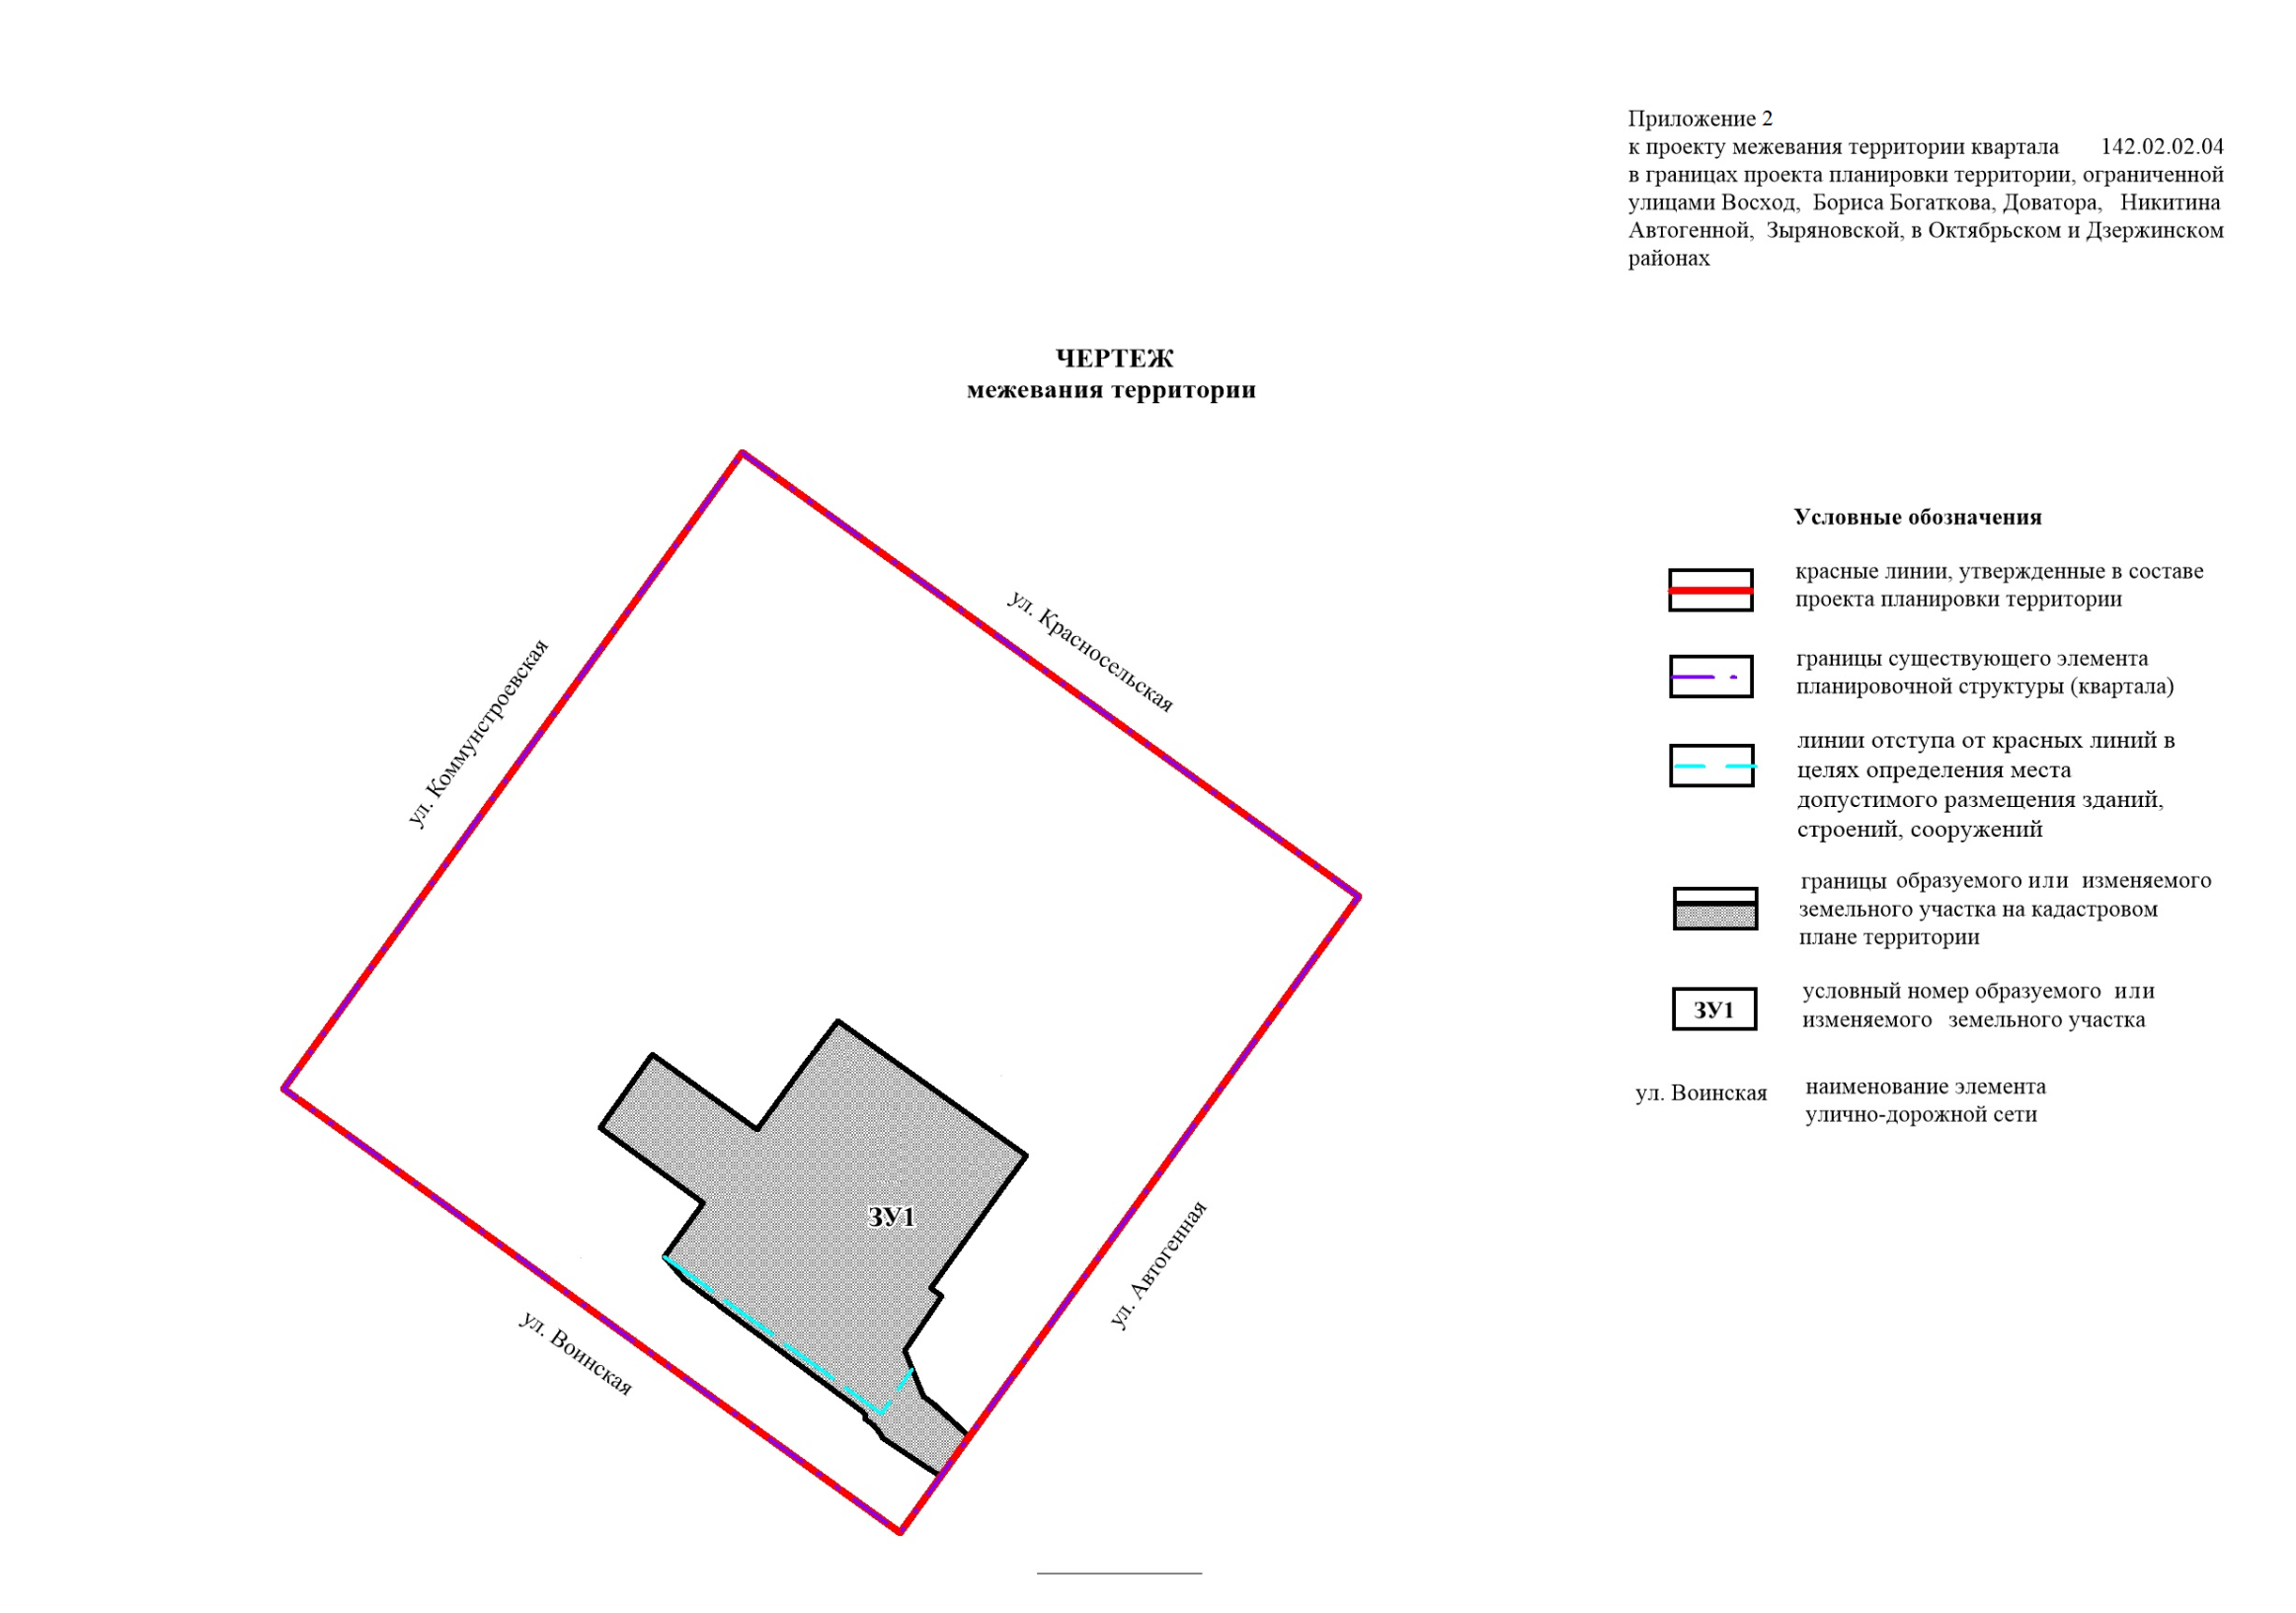 Приложение 2
к проекту межевания территории квартала 142.02.02.04
в границах проекта планировки территории, ограниченной
улицами Восход, Бориса Богаткова, Доватора, Никитина
Автогенной, Зыряновской, в Октябрьском и Дзержинском
районах
ЧЕРТЕЖ
межевания территории
ул. Коммунстроевская
ул. Красносельская
ул. Автогенная
ул. Воинская
ЗУ1
Условные обозначения
красные линии, утвержденные в составе
проекта планировки территории
границы существующего элемента
планировочной структуры (квартала)
линии отступа от красных линий в
целях определения места
допустимого размещения зданий,
строений, сооружений
границы образуемого или изменяемого
земельного участка на кадастровом
плане территории
ЗУ1
условный номер образуемого или
изменяемого земельного участка
ул. Воинская
наименование элемента
улично-дорожной сети